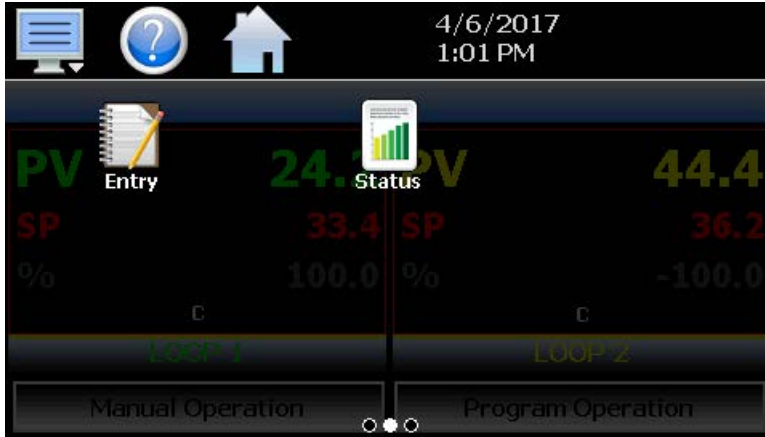 4/6/2017
1:01 PM
Entry
Status
PV
PV 44.4
SP 33.4
SP 36.2
% 100.0
% -100.0
C
C
LOOP 1
LOOP 2
Manual Operation
Program Operation